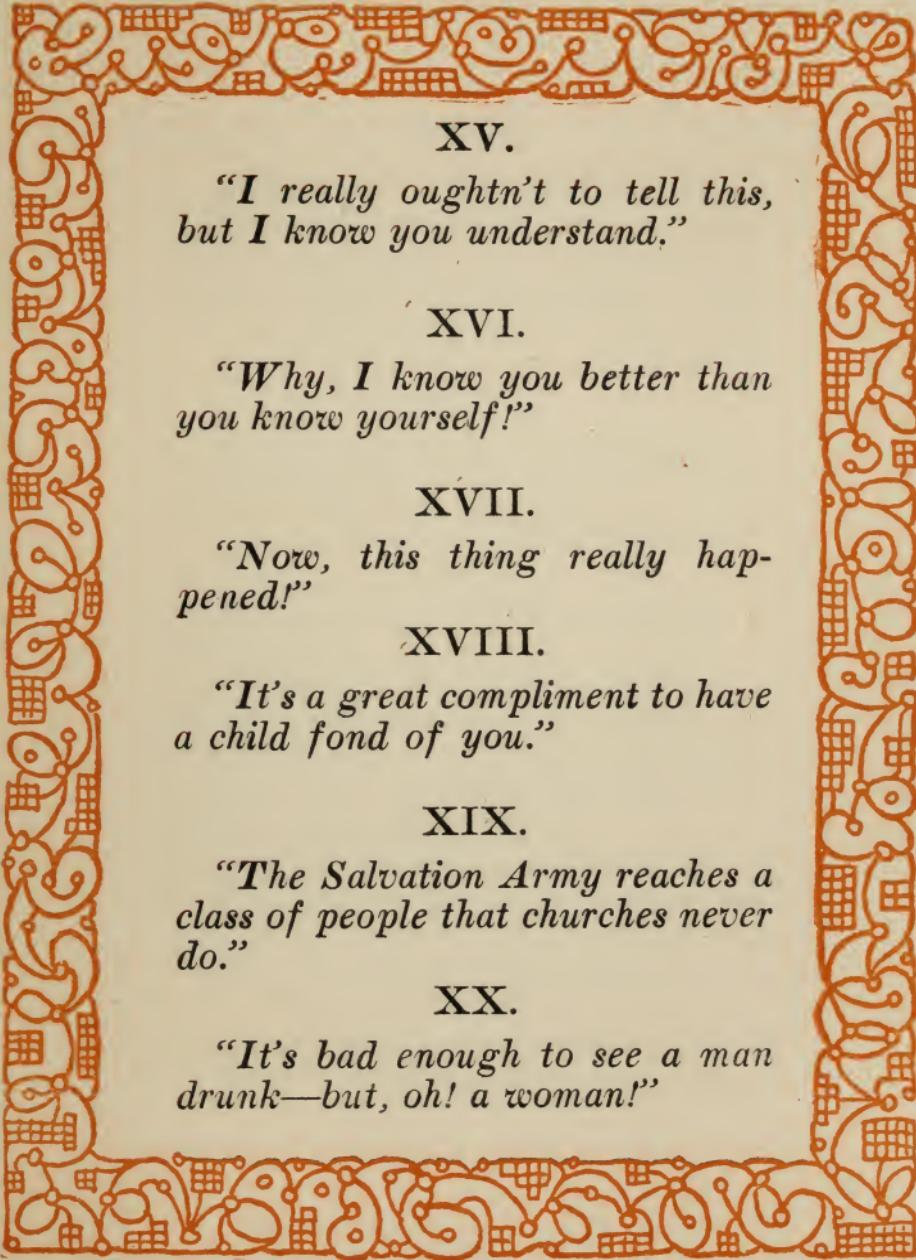 XV.
“I really oughtn’t to tell this,
but I know you understand.”
XVI.
“Why, I know you better than
you know yourself!”
XVII.
“Now, this thing really hap-
pened!”
XVIII.
“It’s a great compliment to have
a child fond of you.”
XIX.
“The Salvation Army reaches a
class of people that churches never
do.”
XX.
“It’s bad enough to see a man
drunk—but, oh! a woman!”